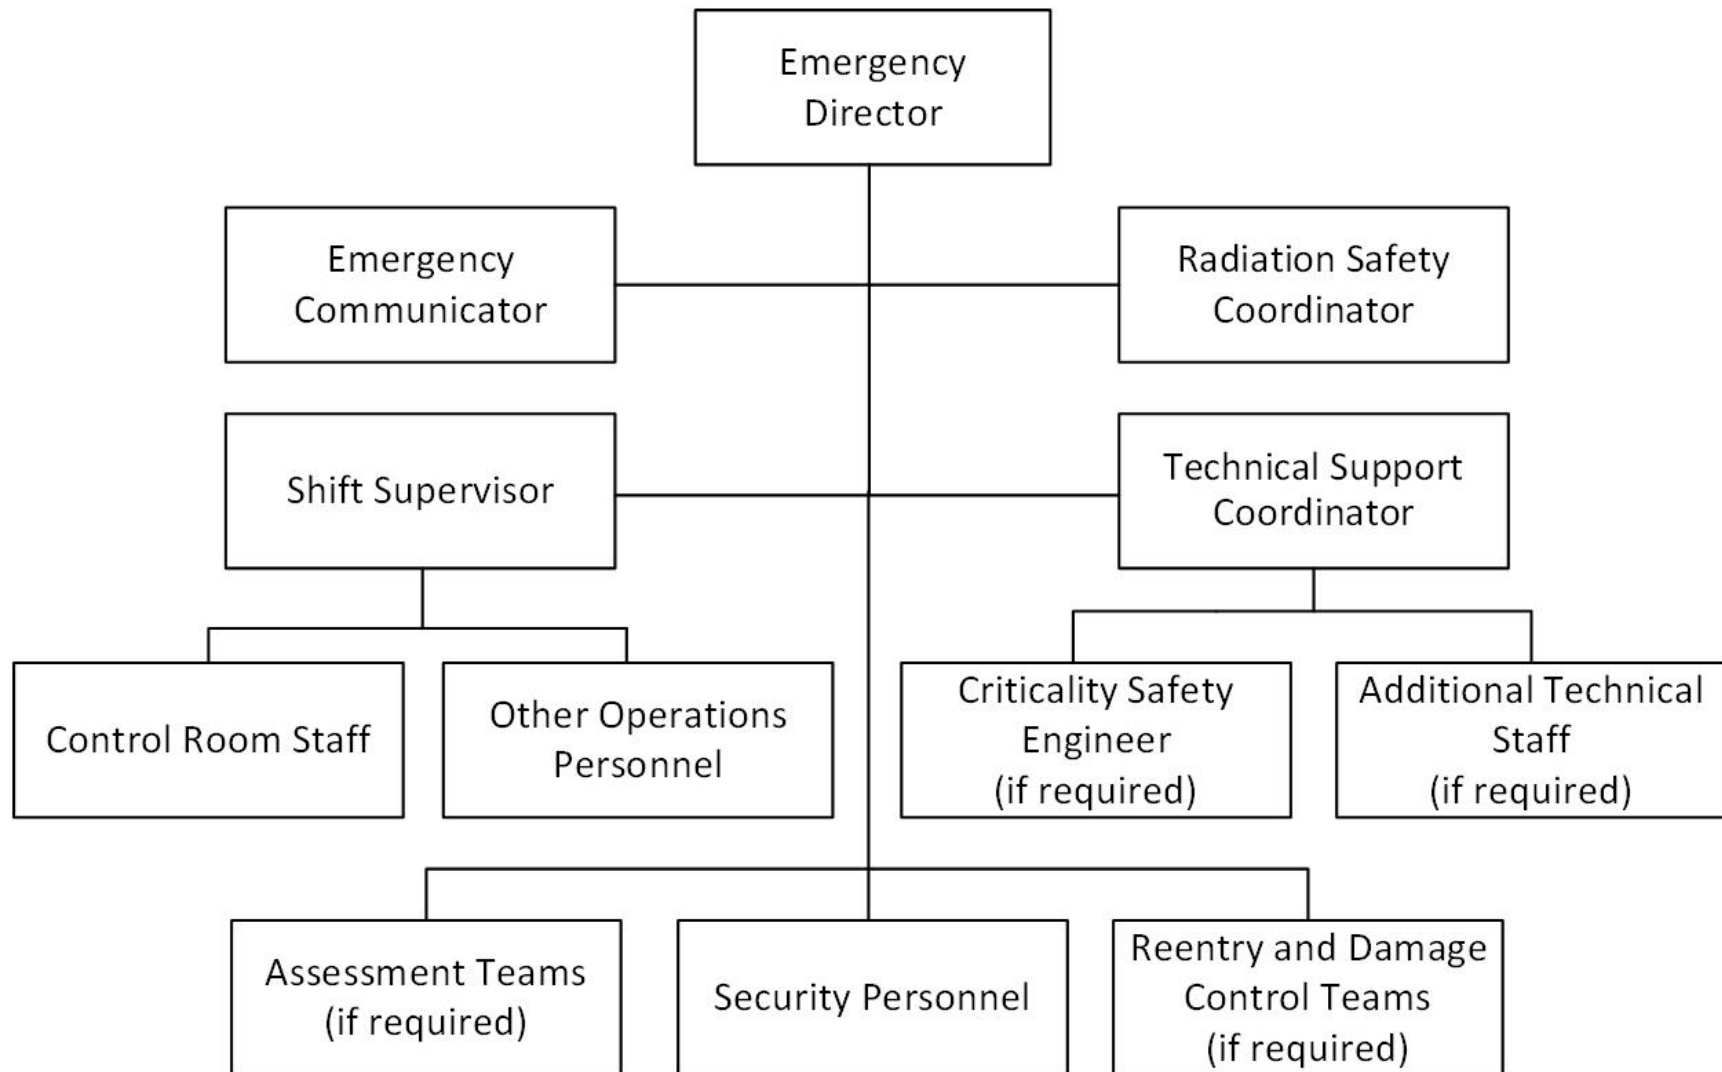 Emergency
Director
Emergency
Communicator
Radiation Safety
Coordinator
Shift Supervisor
Technical Support
Coordinator
Control Room Staff
Other Operations
Personnel
Criticality Safety
Engineer
(if required)
Additional Technical
Staff
(if required)
Assessment Teams
(if required)
Security Personnel
Reentry and Damage
Control Teams
(if required)